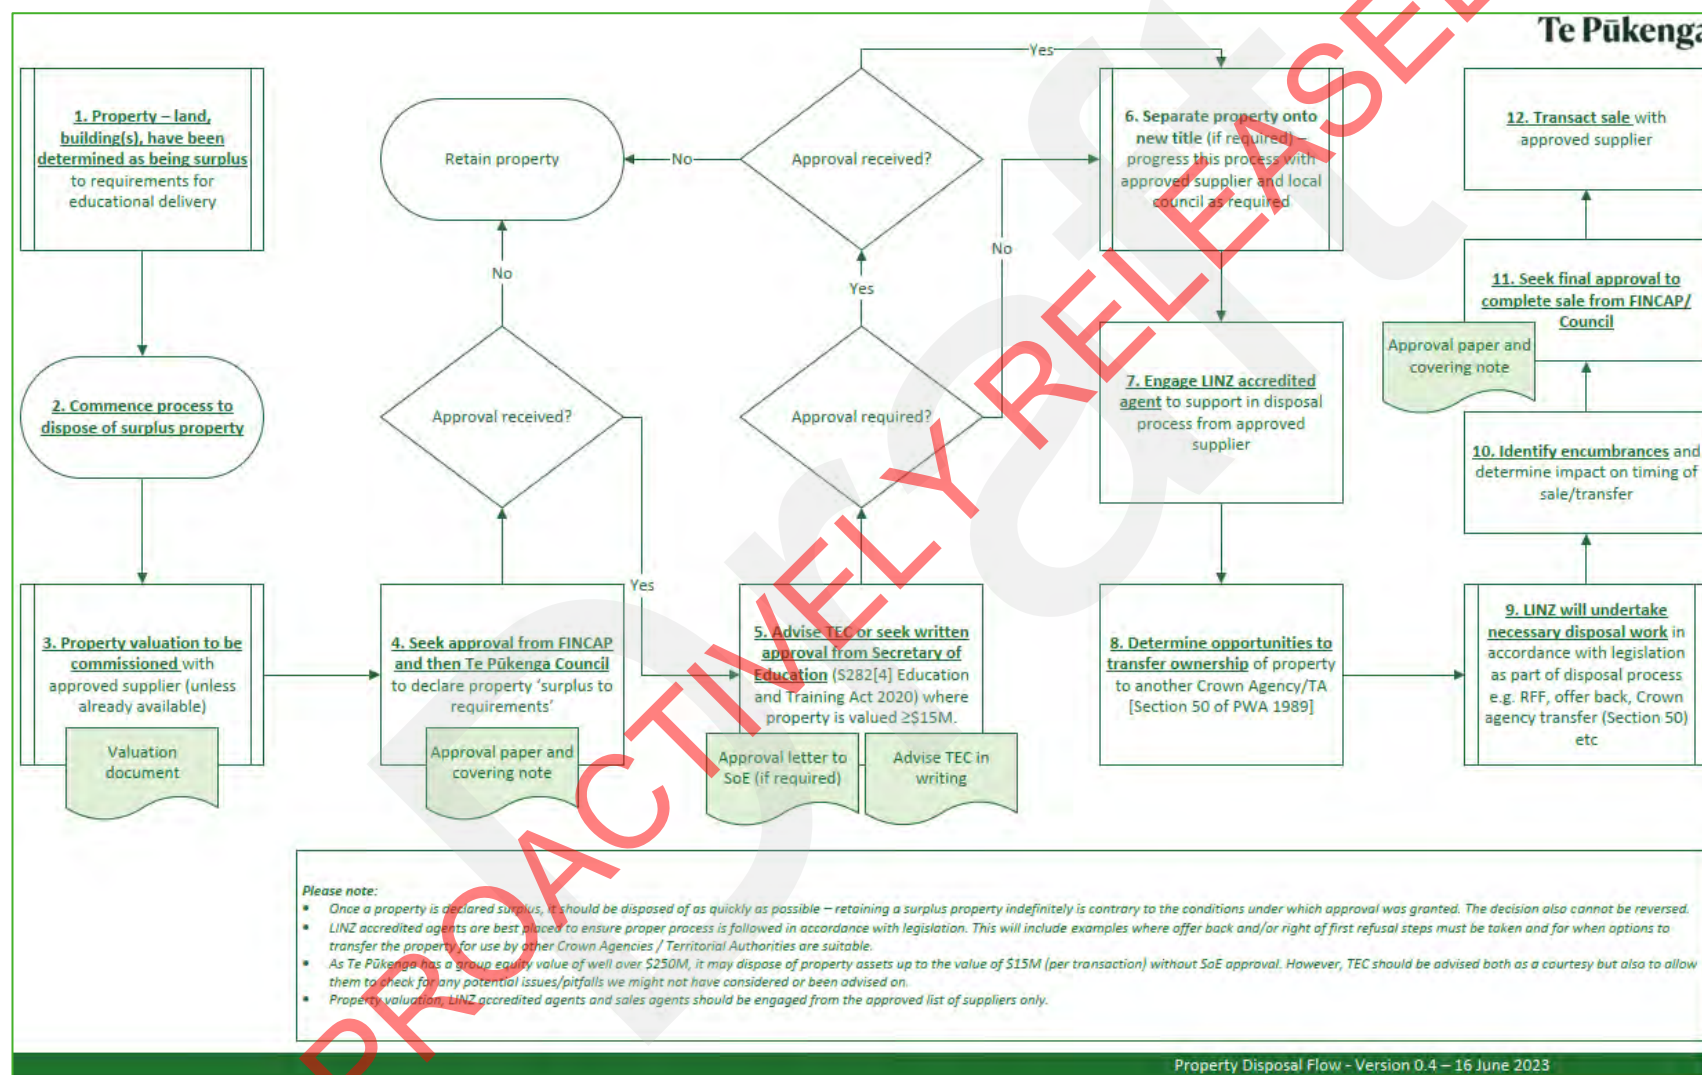 Te Pūkenga
1. Property – land,
building(s), have been
determined as being surplus
to requirements for
educational delivery
2. Commence process to
dispose of surplus property
3. Property valuation to be
commissioned with
approved supplier (unless
already available)
Valuation
document
Retain property
No
Approval received?
No
Yes
4. Seek approval from FINCAP
and then Te Pūkenga Council
to declare property ‘surplus to
requirements’
Approval paper and
covering note
Yes
Approval received?
Yes
Approval required?
No
5. Advise TEC or seek written
approval from Secretary of
Education (S282[4] Education
and Training Act 2020) where
property is valued ≥$15M.
Approval letter to
SoE (if required)
Advise TEC in
writing
6. Separate property onto
new title (if required) –
progress this process with
approved supplier and local
council as required
7. Engage LINZ accredited
agent to support in disposal
process from approved
supplier
8. Determine opportunities to
transfer ownership of property
to another Crown Agency/TA
[Section 50 of PWA 1989]
9. LINZ will undertake
necessary disposal work in
accordance with legislation
as part of disposal process
e.g. RFF, offer back, Crown
agency transfer (Section 50)
etc
10. Identify encumbrances and
determine impact on timing of
sale/transfer
11. Seek final approval to
complete sale from FINCAP/
Council
Approval paper and
covering note
12. Transact sale with
approved supplier
Please note:
▪ Once a property is declared surplus, it should be disposed of as quickly as possible – retaining a surplus property indefinitely is contrary to the conditions under which approval was granted. The decision also cannot be reversed.
▪ LINZ accredited agents are best placed to ensure proper process is followed in accordance with legislation. This will include examples where offer back and/or right of first refusal steps must be taken and for when options to
transfer the property for use by other Crown Agencies / Territorial Authorities are suitable.
▪ As Te Pūkenga has a group equity value of well over $250M, it may dispose of property assets up to the value of $15M (per transaction) without SoE approval. However, TEC should be advised both as a courtesy but also to allow
them to check for any potential issues/pitfalls we might not have considered or been advised on.
▪ Property valuation, LINZ accredited agents and sales agents should be engaged from the approved list of suppliers only.
Property Disposal Flow - Version 0.4 – 16 June 2023
Draft
PROACTIVELY RELEASE